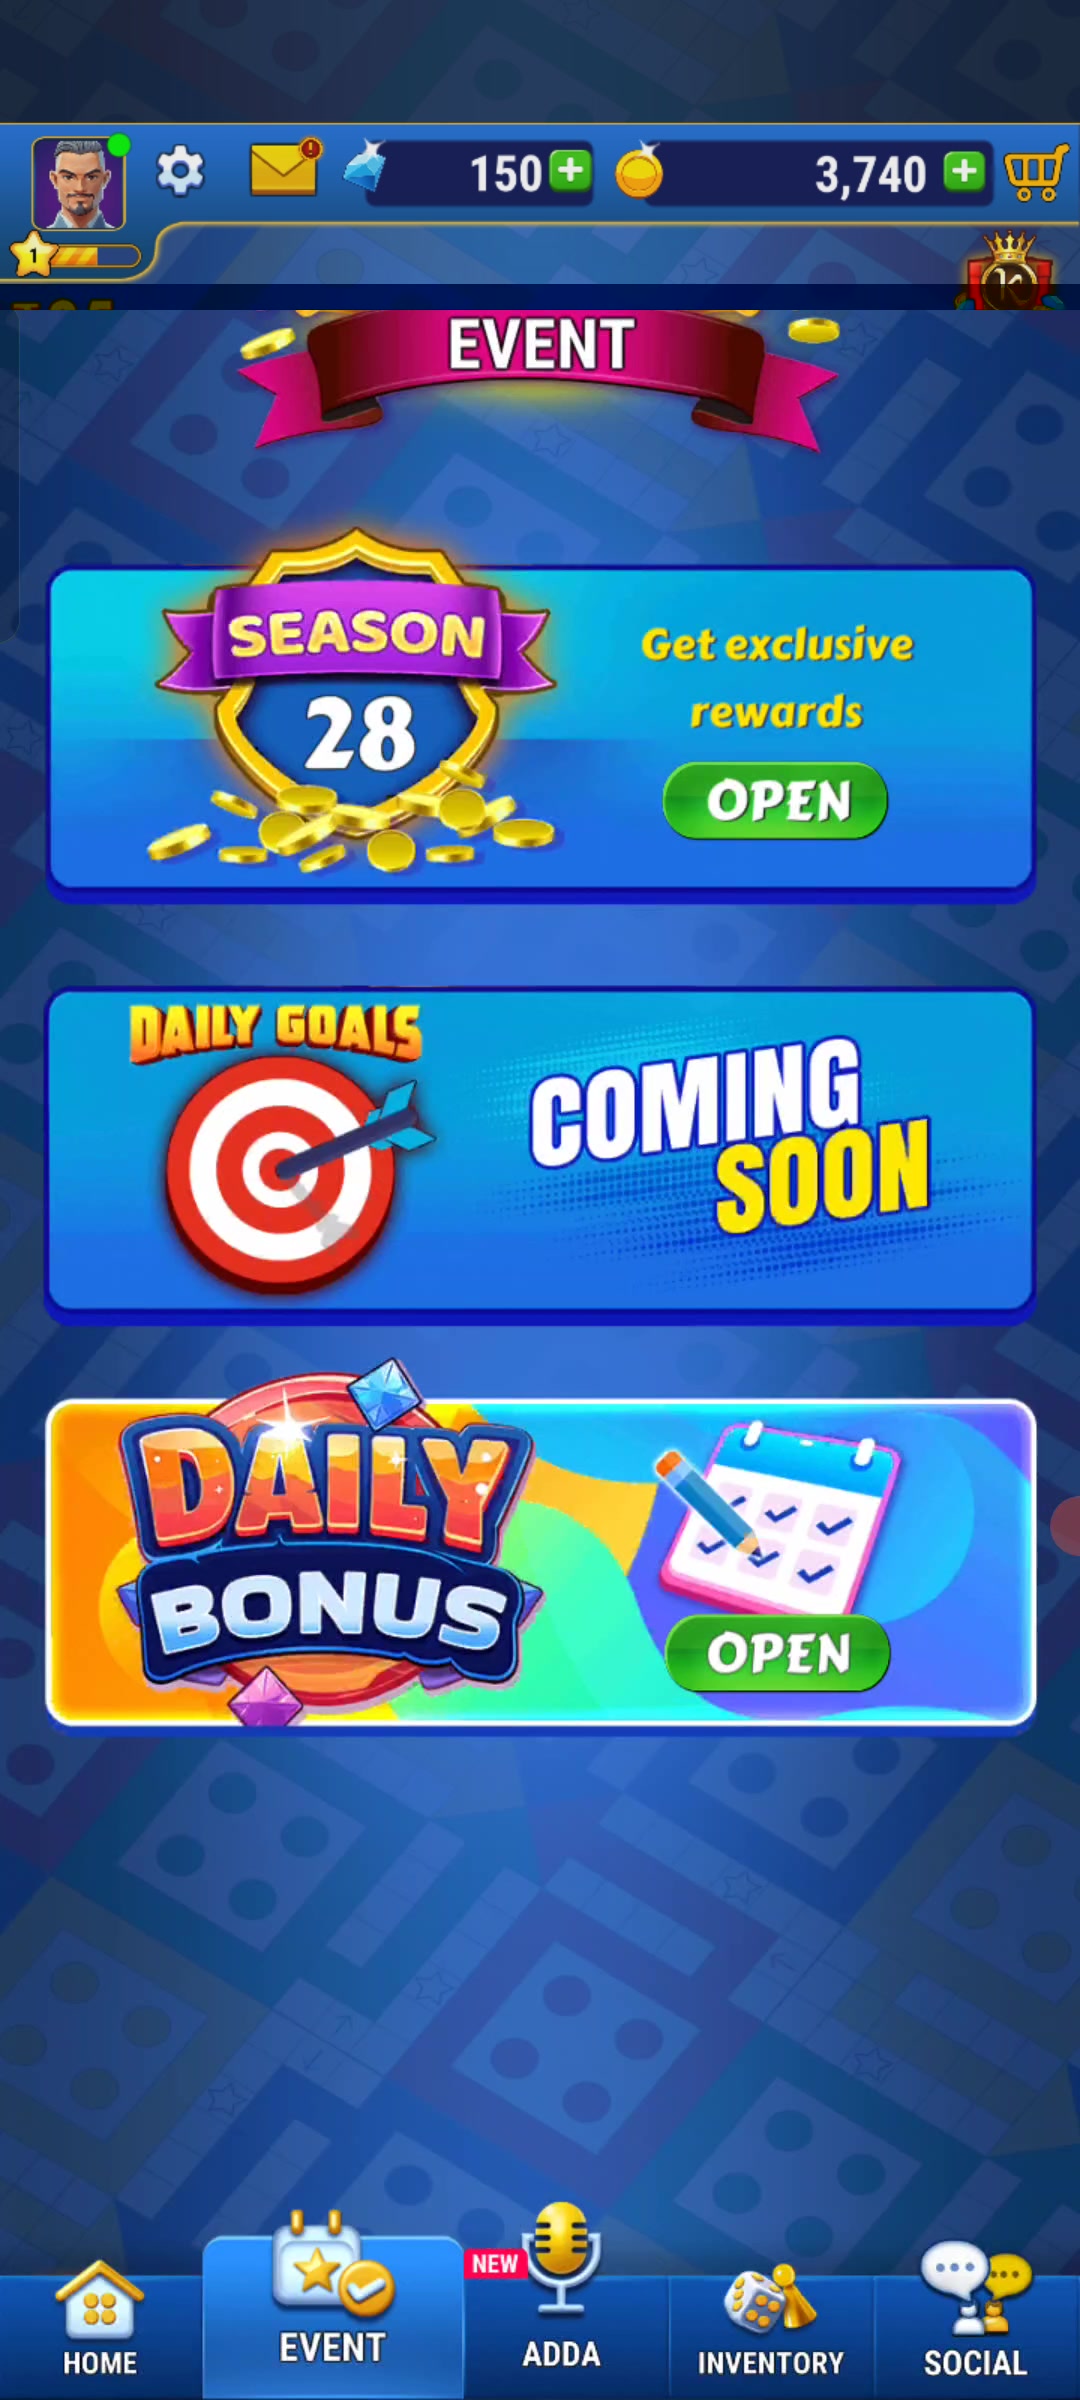 150
3,740
1
EVENT
SEASON
28
Get exclusive
rewards
OPEN
DAILY GOALS
COMING
SOON
DAILY
BONUS
OPEN
NEW
HOME
EVENT
ADDA
INVENTORY
SOCIAL